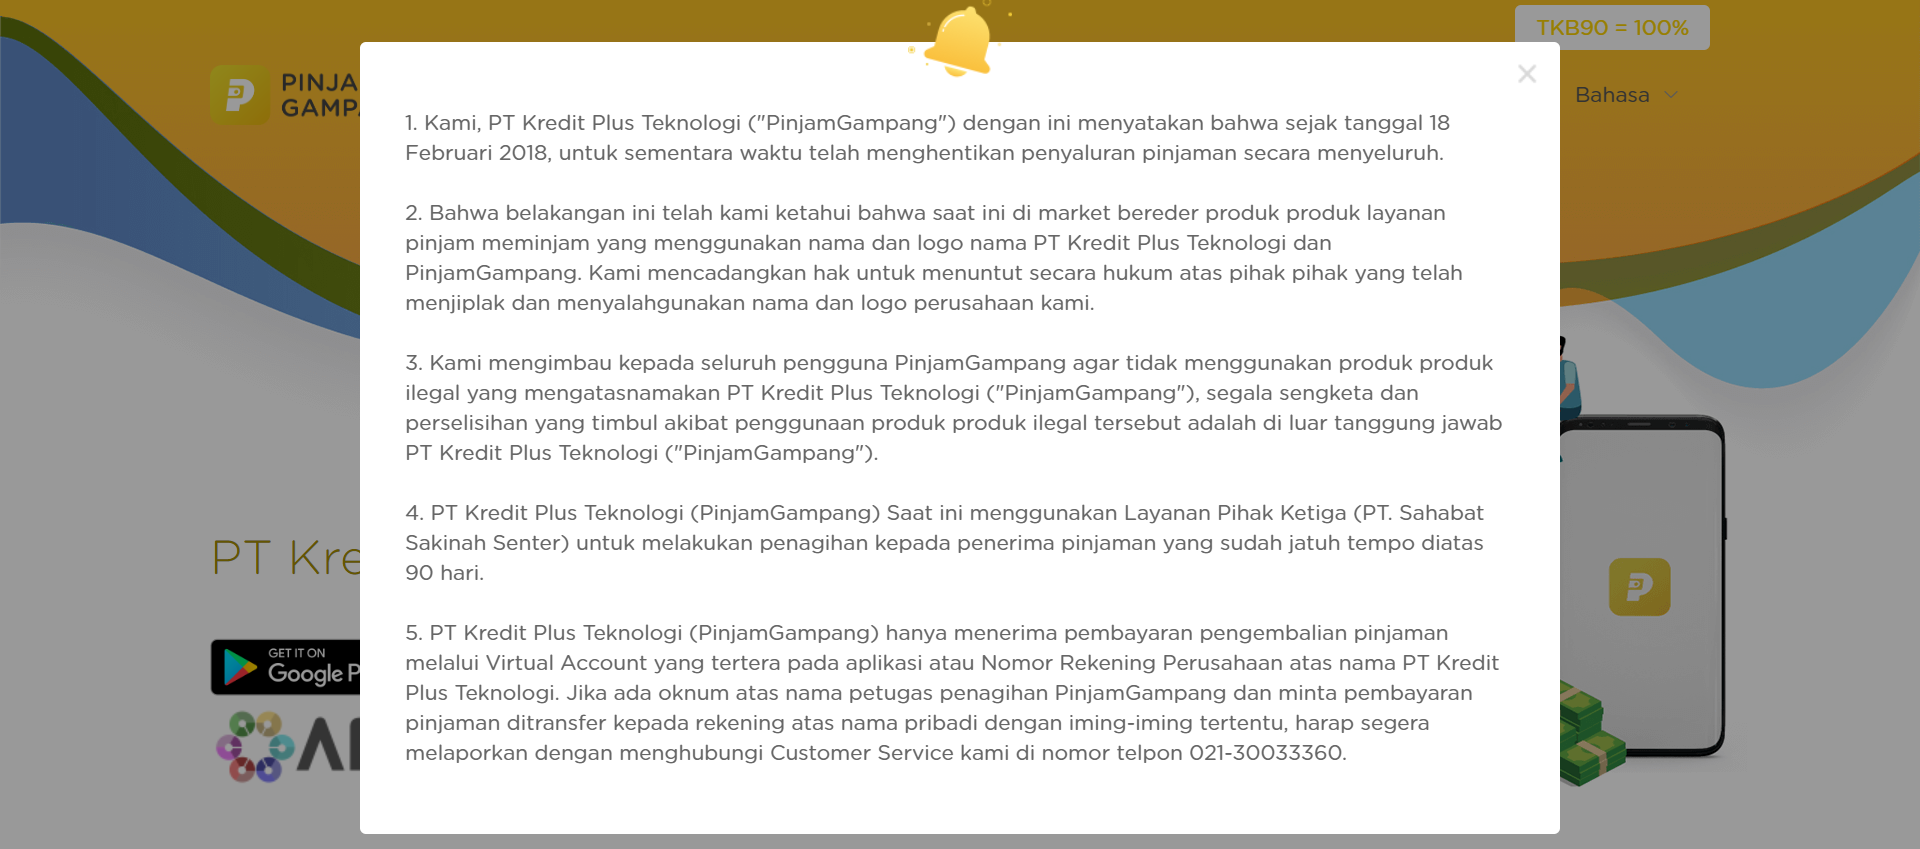 TKB90 = 100%
PINJA
GAMPA
Bahasa
1. Kami, PT Kredit Plus Teknologi ("PinjamGampang") dengan ini menyatakan bahwa sejak tanggal 18
Februari 2018, untuk sementara waktu telah menghentikan penyaluran pinjaman secara menyeluruh.
2. Bahwa belakangan ini telah kami ketahui bahwa saat ini di market bereder produk produk layanan
pinjam meminjam yang menggunakan nama dan logo nama PT Kredit Plus Teknologi dan
PinjamGampang. Kami mencadangkan hak untuk menuntut secara hukum atas pihak pihak yang telah
menjiplak dan menyalahgunakan nama dan logo perusahaan kami.
3. Kami mengimbau kepada seluruh pengguna PinjamGampang agar tidak menggunakan produk produk
ilegal yang mengatasnamakan PT Kredit Plus Teknologi ("PinjamGampang"), segala sengketa dan
perselisihan yang timbul akibat penggunaan produk produk ilegal tersebut adalah di luar tanggung jawab
PT Kredit Plus Teknologi ("PinjamGampang").
4. PT Kredit Plus Teknologi (PinjamGampang) Saat ini menggunakan Layanan Pihak Ketiga (PT. Sahabat
Sakinah Senter) untuk melakukan penagihan kepada penerima pinjaman yang sudah jatuh tempo diatas
90 hari.
5. PT Kredit Plus Teknologi (PinjamGampang) hanya menerima pembayaran pengembalian pinjaman
melalui Virtual Account yang tertera pada aplikasi atau Nomor Rekening Perusahaan atas nama PT Kredit
Plus Teknologi. Jika ada oknum atas nama petugas penagihan PinjamGampang dan minta pembayaran
pinjaman ditransfer kepada rekening atas nama pribadi dengan iming-iming tertentu, harap segera
melaporkan dengan menghubungi Customer Service kami di nomor telpon 021-30033360.
PT Kre
GET IT ON
Google P